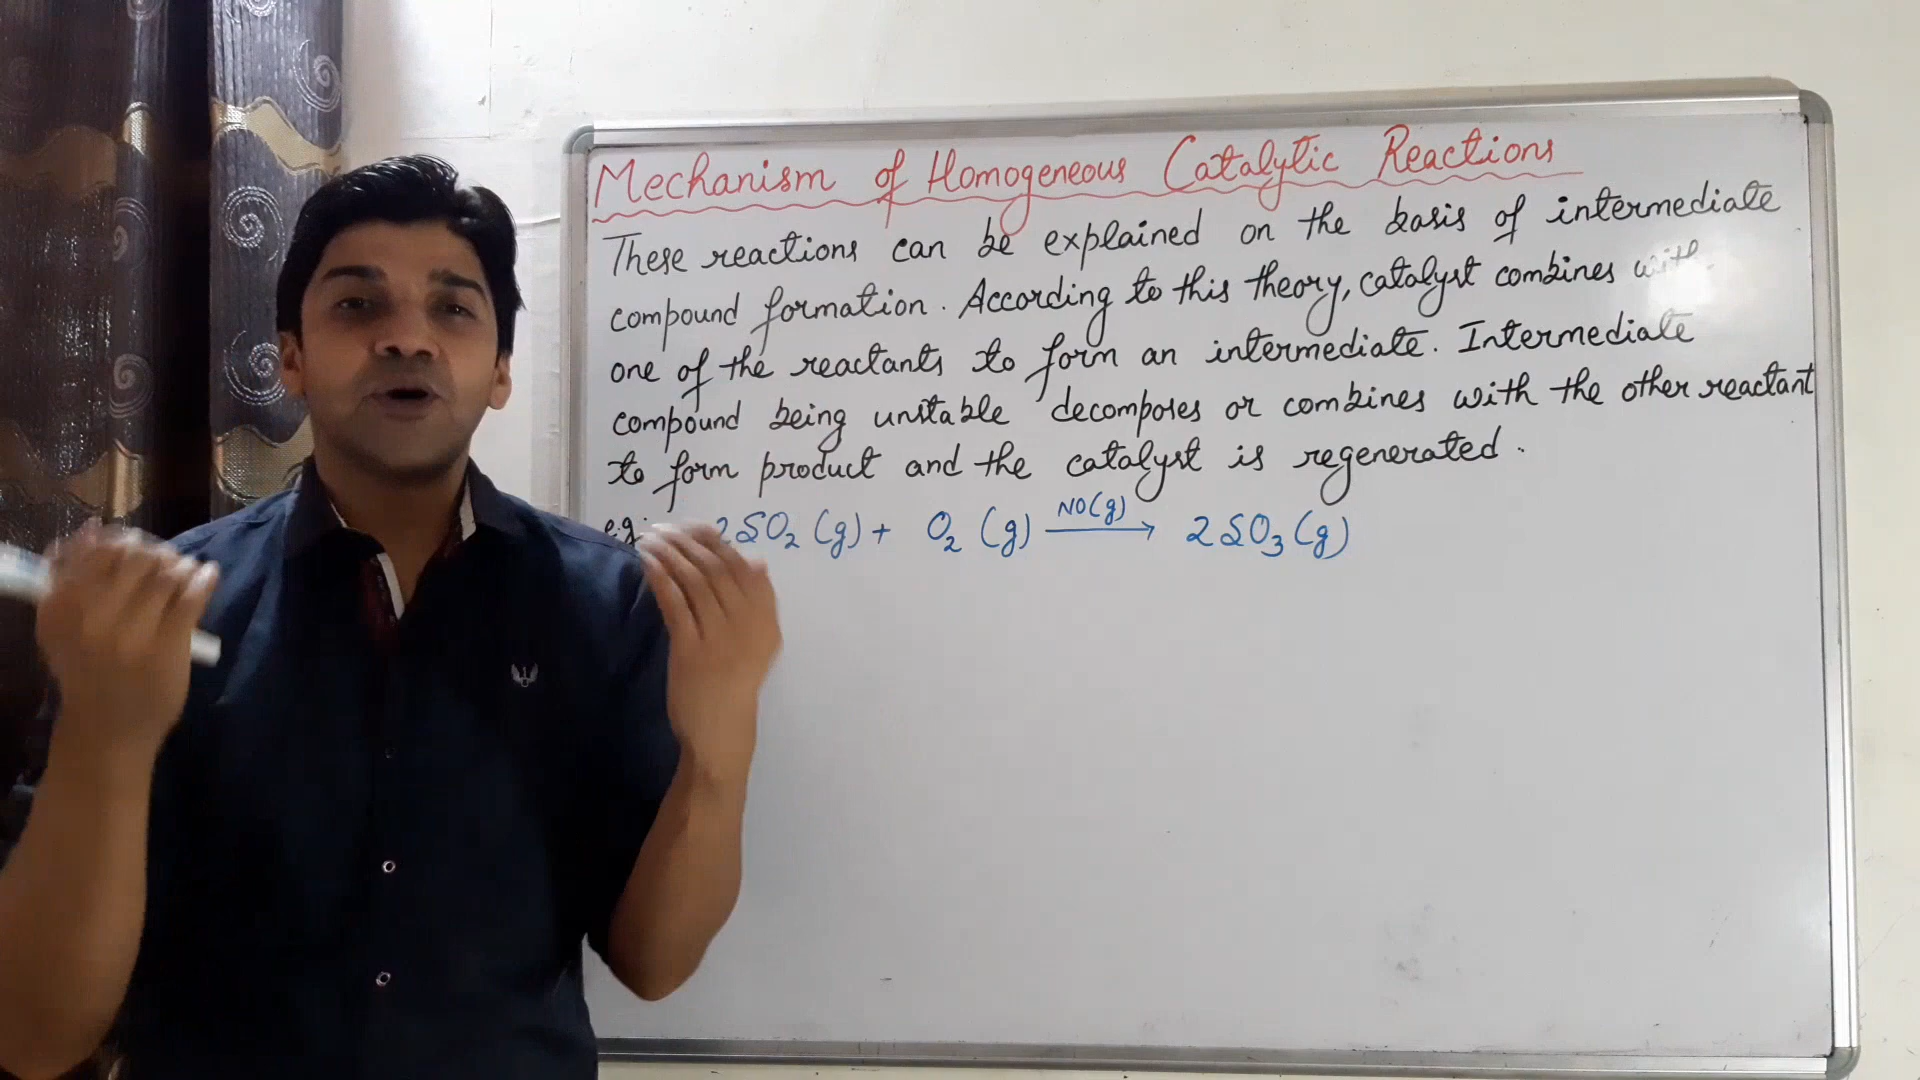 Mechanism of Homogeneous Catalytic Reactions
These reactions can be explained on the basis of intermediate
compound formation. According to this theory, catalyst combines with
one of the reactants to form an intermediate. Intermediate
compound being unstable decomposes or combines with the other reactant
to form product and the catalyst is regenerated.
e.g: 2SO₂ (g) + O₂ (g) —NO(g)→ 2SO₃ (g)